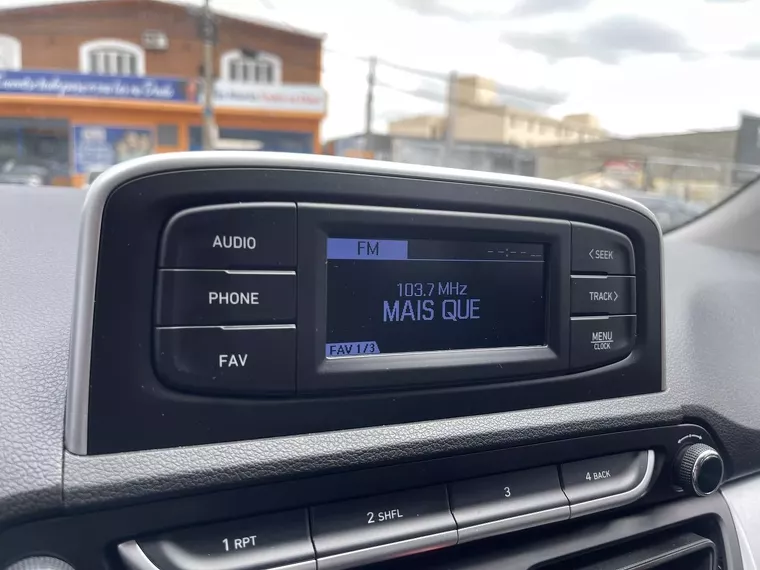 AUDIO
PHONE
FAV
FM
--:--
103.7 MHz
MAIS QUE
FAV 1/3
< SEEK
TRACK >
MENU
CLOCK
1 RPT
2 SHFL
3
4 BACK